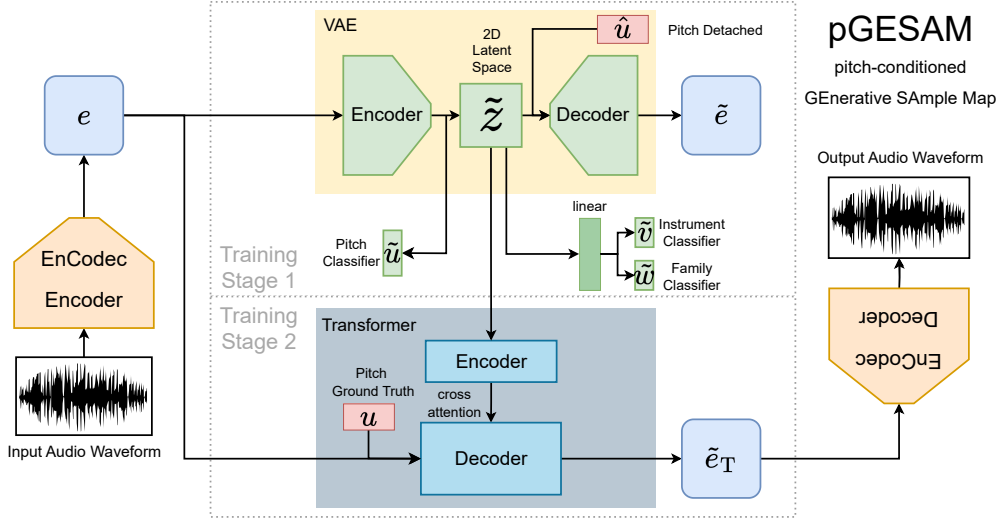 VAE
û
Pitch Detached
pGESAM
pitch-conditioned
GEnerative SAmple Map
2D
Latent
Space
e
Encoder
z̃
Decoder
ẽ
Output Audio Waveform
linear
Pitch
Classifier
ũ
ṽ
Instrument
Classifier
w̃
Family
Classifier
Training
Stage 1
EnCodec
Encoder
Training
Stage 2
Transformer
Encoder
Pitch
Ground Truth
u
cross
attention
Decoder
ẽ_T
EnCodec
Decoder
Input Audio Waveform